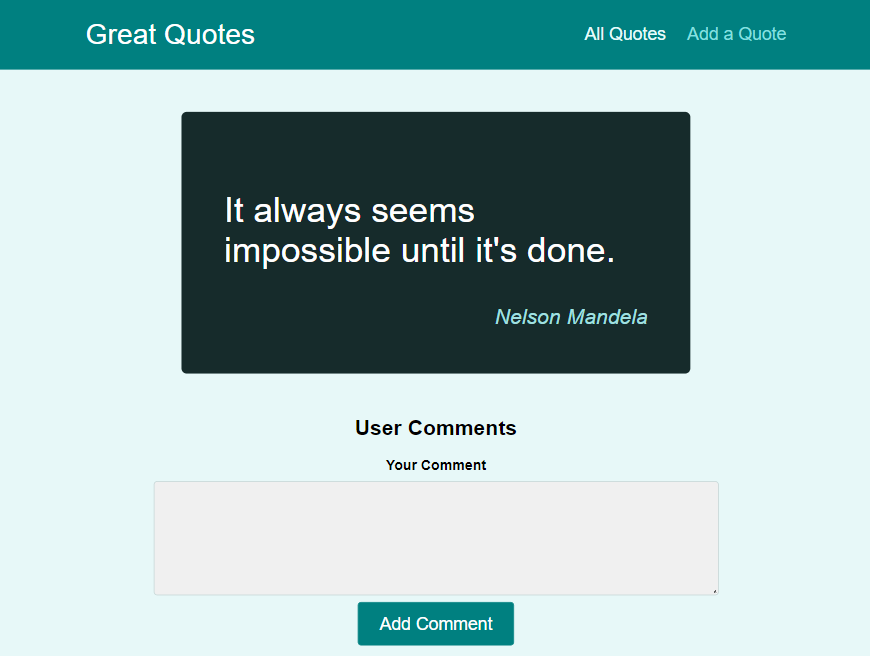 Great Quotes
All Quotes
Add a Quote
It always seems
impossible until it's done.
Nelson Mandela
User Comments
Your Comment
Add Comment